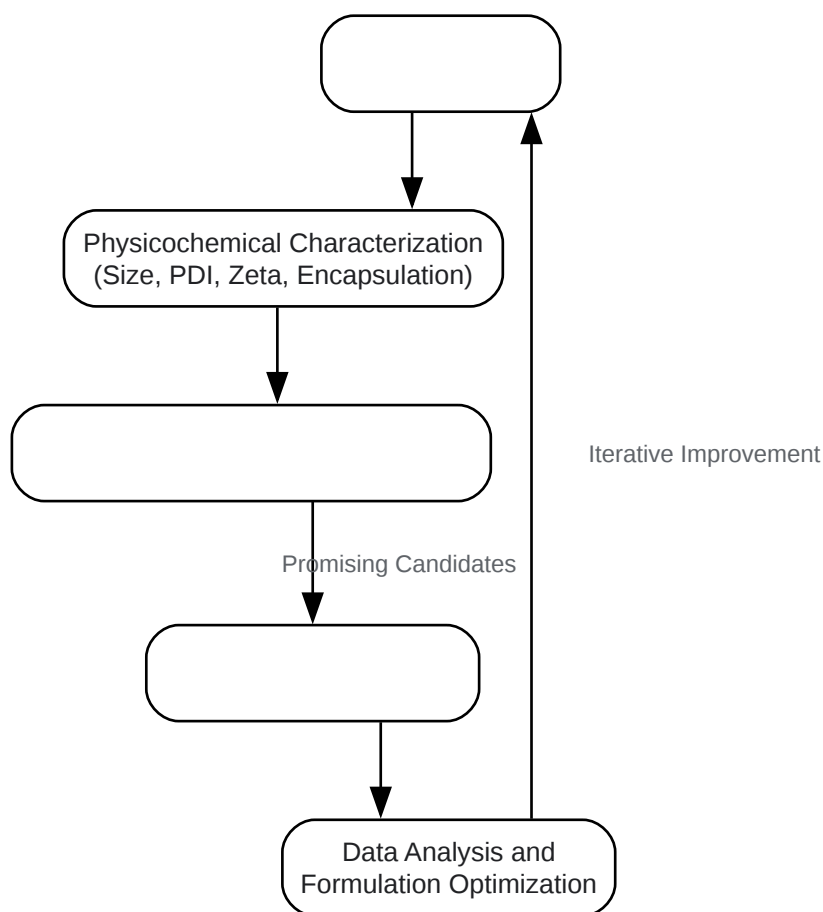 Physicochemical Characterization
(Size, PDI, Zeta, Encapsulation)
Iterative Improvement
Promising Candidates
Data Analysis and
Formulation Optimization